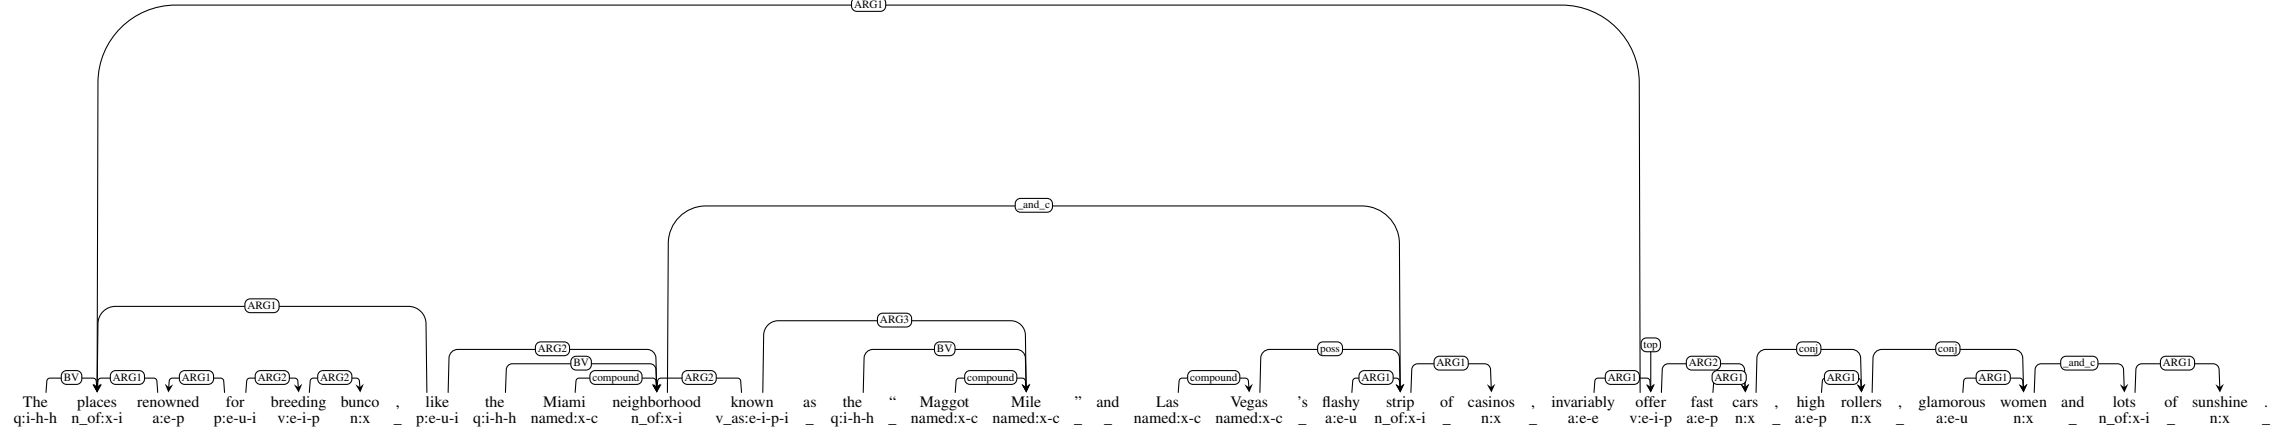 ARG1
_and_c
ARG1
ARG3
top
ARG2 BV poss conj conj
BV ARG1 ARG2 _and_c ARG1
BV ARG1 ARG1 ARG2 ARG2 compound ARG2 compound compound ARG1 ARG1 ARG1 ARG1 ARG1
The places renowned for breeding bunco , like the Miami neighborhood known as the “ Maggot Mile ” and Las Vegas 's flashy strip of casinos , invariably offer fast cars , high rollers , glamorous women and lots of sunshine .
q:i-h-h n_of:x-i a:e-p p:e-u-i v:e-i-p n:x _ p:e-u-i q:i-h-h named:x-c n_of:x-i v_as:e-i-p-i _ q:i-h-h _ named:x-c named:x-c _ _ named:x-c named:x-c _ a:e-u n_of:x-i _ n:x _ a:e-e v:e-i-p a:e-p n:x _ a:e-p n:x _ a:e-u n:x _ n_of:x-i _ n:x _